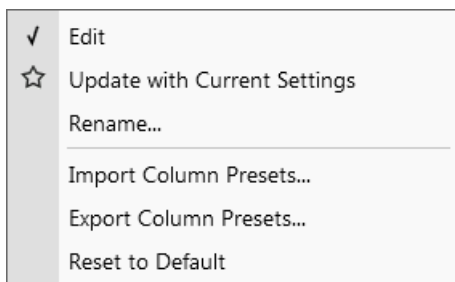 Edit
Update with Current Settings
Rename...
Import Column Presets...
Export Column Presets...
Reset to Default